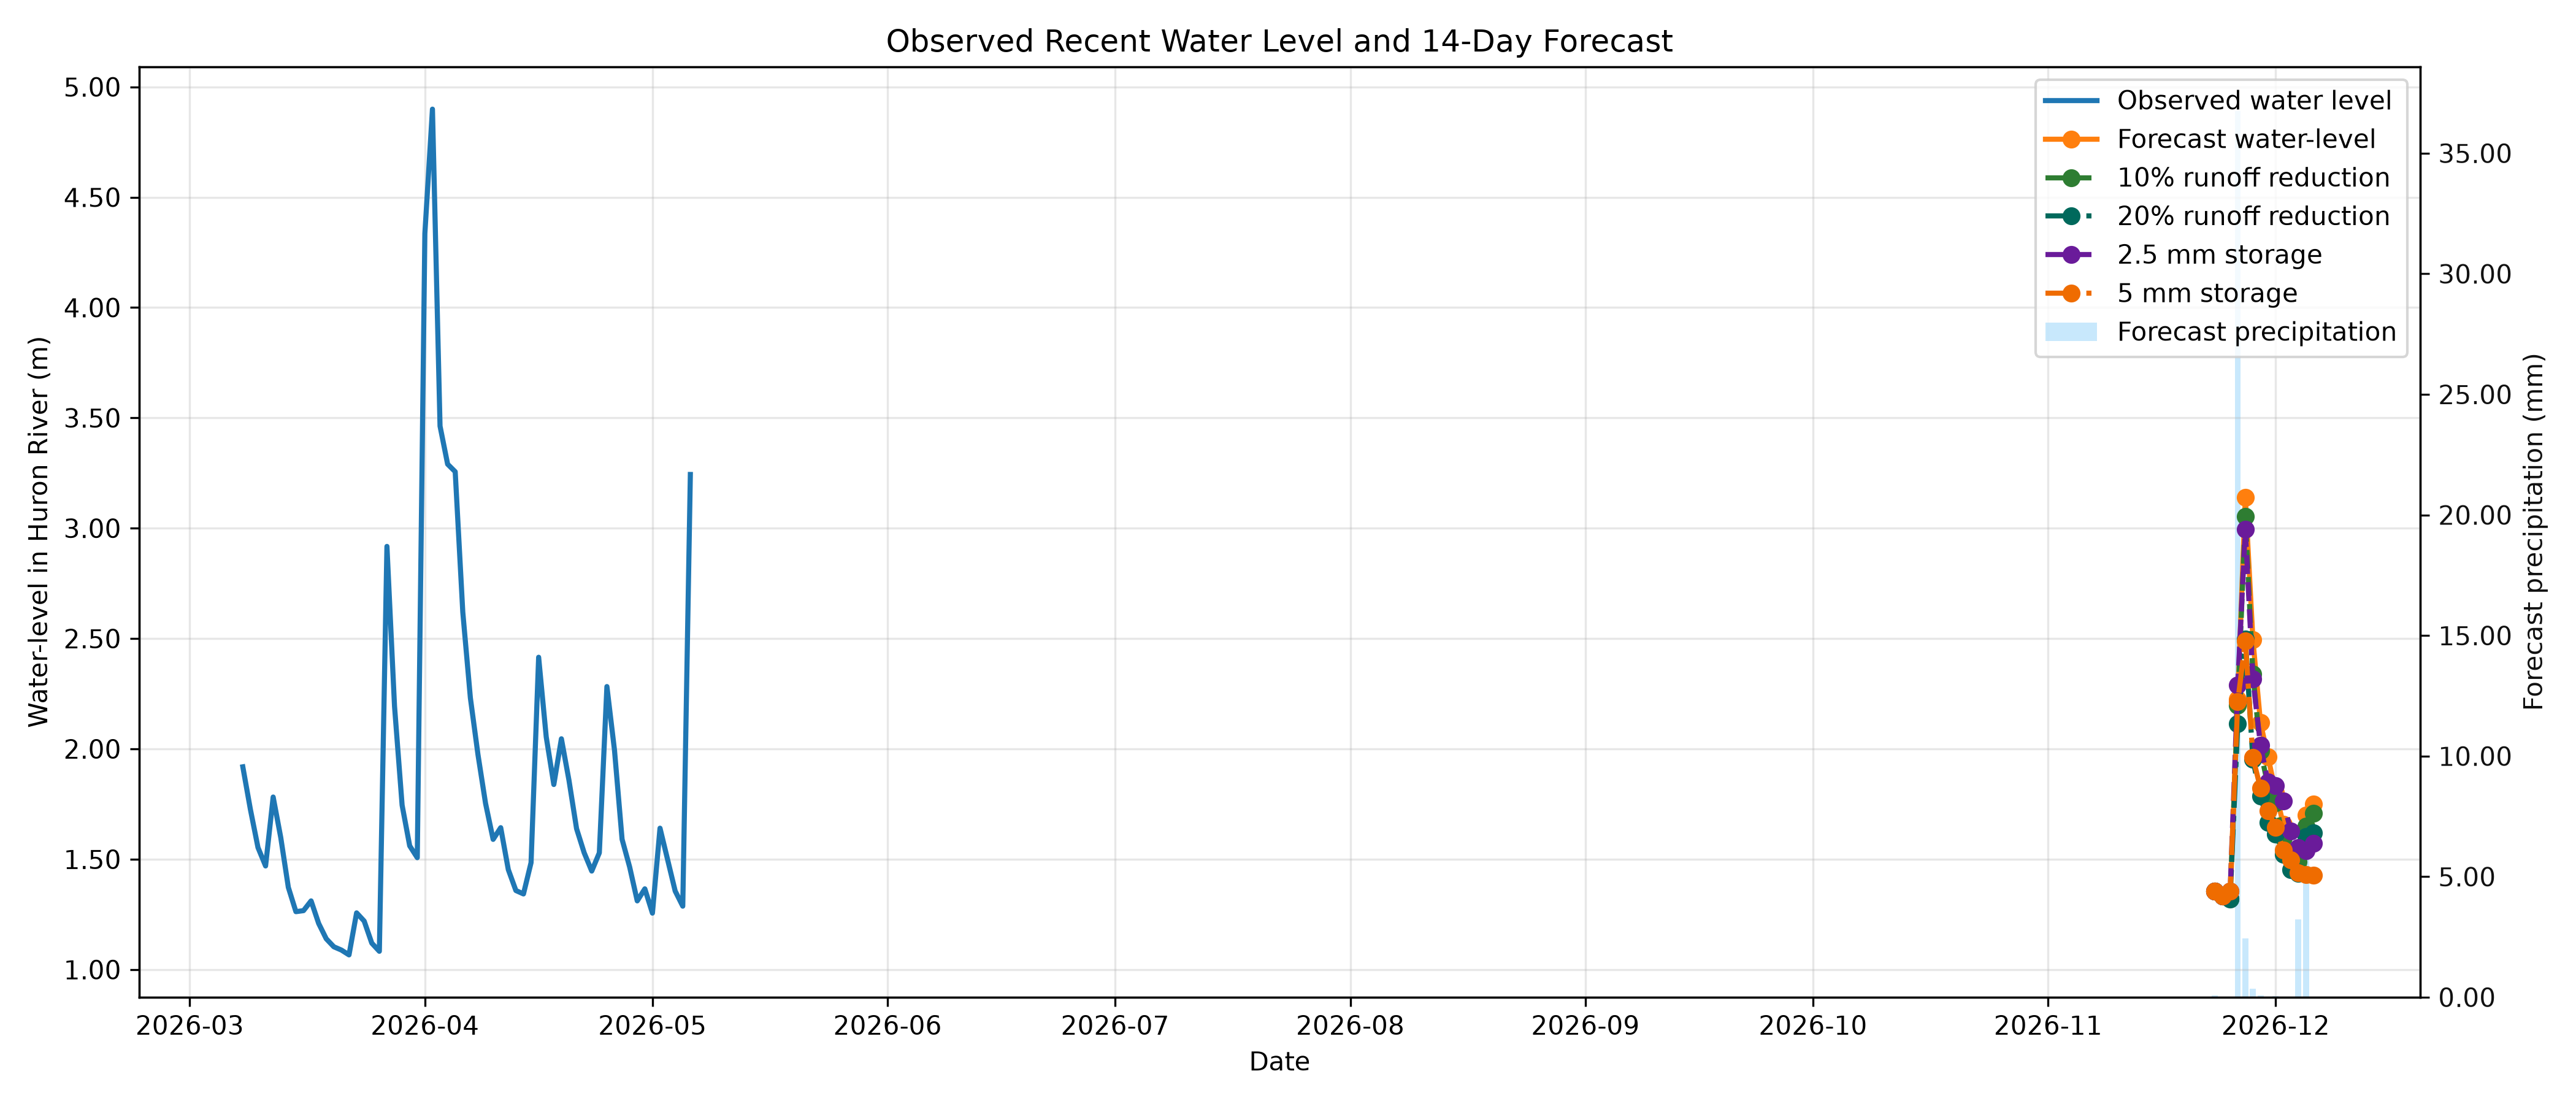 Observed Recent Water Level and 14-Day Forecast
Water-level in Huron River (m)
5.00
4.50
4.00
3.50
3.00
2.50
2.00
1.50
1.00
Observed water level
Forecast water-level
10% runoff reduction
20% runoff reduction
2.5 mm storage
5 mm storage
Forecast precipitation
35.00
30.00
25.00
20.00
15.00
10.00
5.00
0.00
Forecast precipitation (mm)
2026-03 2026-04 2026-05 2026-06 2026-07 2026-08 2026-09 2026-10 2026-11 2026-12
Date